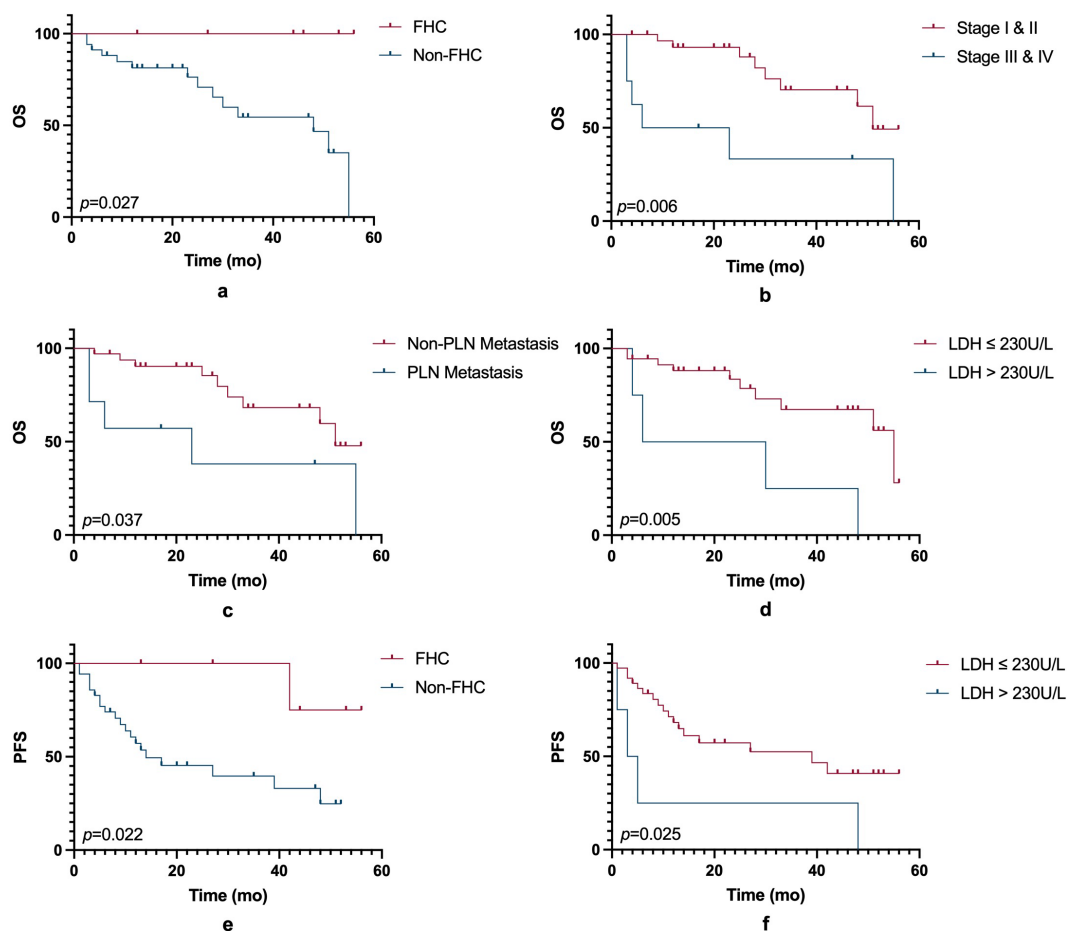 FHC
Non-FHC
100
50
0
OS
p=0.027
0 20 40 60
Time (mo)
a
Stage I & II
Stage III & IV
100
50
0
OS
p=0.006
0 20 40 60
Time (mo)
b
Non-PLN Metastasis
PLN Metastasis
100
50
0
OS
p=0.037
0 20 40 60
Time (mo)
c
LDH ≤ 230U/L
LDH > 230U/L
100
50
0
OS
p=0.005
0 20 40 60
Time (mo)
d
FHC
Non-FHC
100
50
0
PFS
p=0.022
0 20 40 60
Time (mo)
e
LDH ≤ 230U/L
LDH > 230U/L
100
50
0
PFS
p=0.025
0 20 40 60
Time (mo)
f